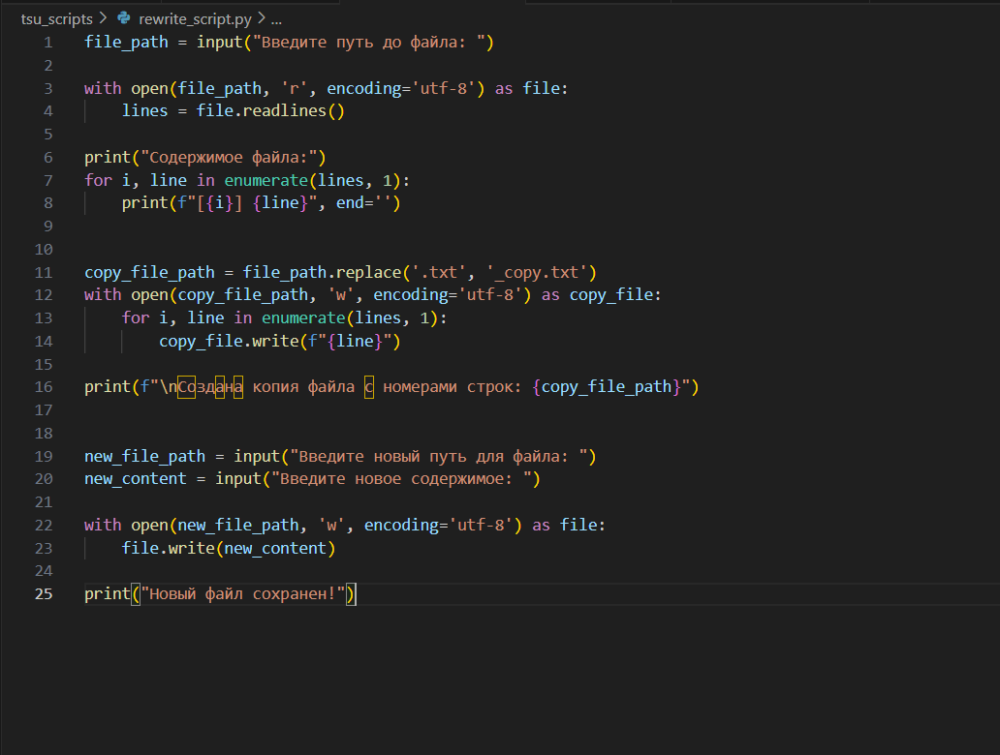 tsu_scripts > rewrite_script.py > ...
1 file_path = input("Введите путь до файла: ")
2
3 with open(file_path, 'r', encoding='utf-8') as file:
4     lines = file.readlines()
5
6 print("Содержимое файла:")
7 for i, line in enumerate(lines, 1):
8     print(f"[{i}] {line}", end='')
9
10
11 copy_file_path = file_path.replace('.txt', '_copy.txt')
12 with open(copy_file_path, 'w', encoding='utf-8') as copy_file:
13     for i, line in enumerate(lines, 1):
14         copy_file.write(f"{line}")
15
16 print(f"\nСоздана копия файла с номерами строк: {copy_file_path}")
17
18
19 new_file_path = input("Введите новый путь для файла: ")
20 new_content = input("Введите новое содержимое: ")
21
22 with open(new_file_path, 'w', encoding='utf-8') as file:
23     file.write(new_content)
24
25 print("Новый файл сохранен!")